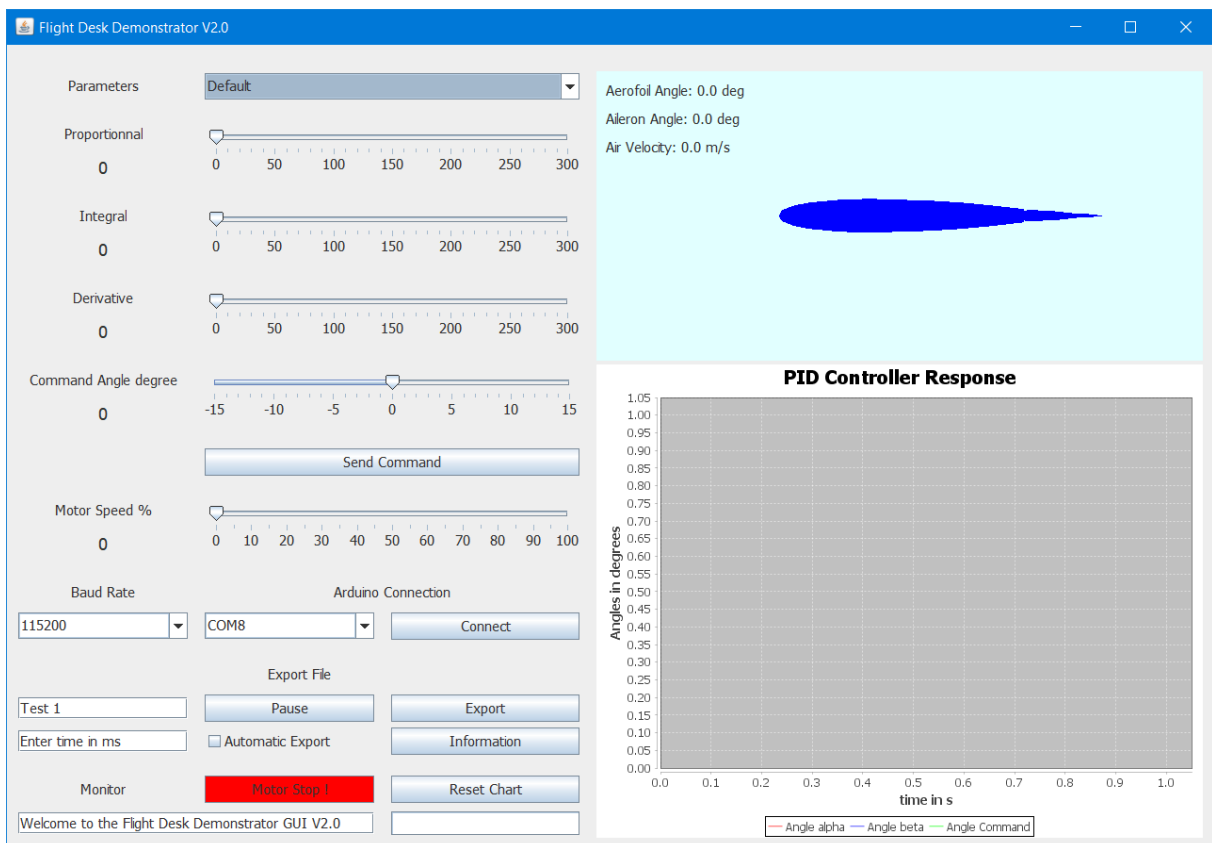 Flight Desk Demonstrator V2.0
Parameters
Default
Proportionnal
0
0 50 100 150 200 250 300
Integral
0
0 50 100 150 200 250 300
Derivative
0
0 50 100 150 200 250 300
Command Angle degree
0
-15 -10 -5 0 5 10 15
Send Command
Motor Speed %
0
0 10 20 30 40 50 60 70 80 90 100
Baud Rate
Arduino Connection
115200
COM8
Connect
Export File
Test 1
Pause
Export
Enter time in ms
Automatic Export
Information
Monitor
Motor Stop !
Reset Chart
Welcome to the Flight Desk Demonstrator GUI V2.0
Aerofoil Angle: 0.0 deg
Aileron Angle: 0.0 deg
Air Velocity: 0.0 m/s
PID Controller Response
Angles in degrees
1.05
1.00
0.95
0.90
0.85
0.80
0.75
0.70
0.65
0.60
0.55
0.50
0.45
0.40
0.35
0.30
0.25
0.20
0.15
0.10
0.05
0.00
0.0 0.1 0.2 0.3 0.4 0.5 0.6 0.7 0.8 0.9 1.0
time in s
Angle alpha Angle beta Angle Command